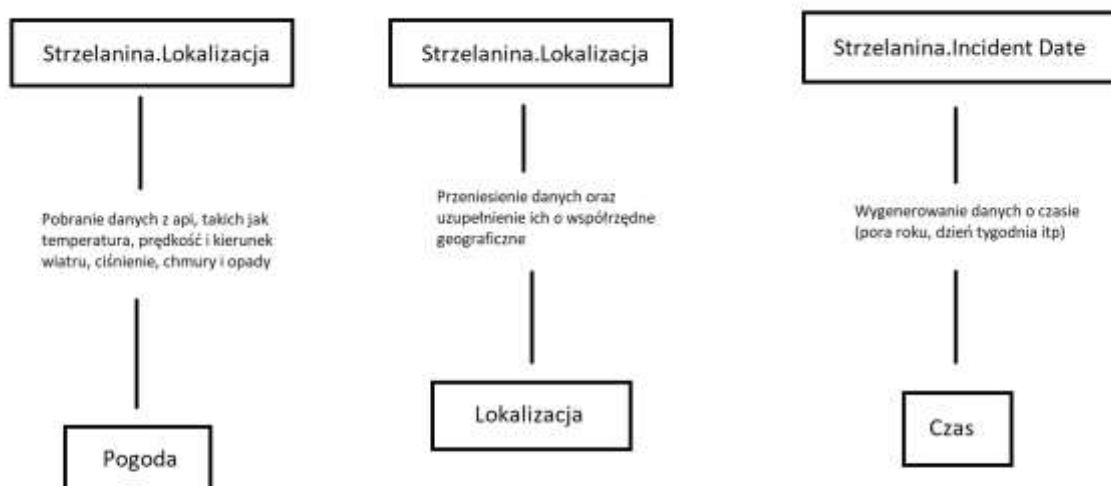 Strzelanina.Lokalizacja
Pobranie danych z api, takich jak
temperatura, prędkość i kierunek
wiatru, ciśnienie, chmury i opady
Pogoda
Strzelanina.Lokalizacja
Przeniesienie danych oraz
uzupełnienie ich o współrzędne
geograficzne
Lokalizacja
Strzelanina.Incident Date
Wygenerowanie danych o czasie
(pora roku, dzień tygodnia itp)
Czas